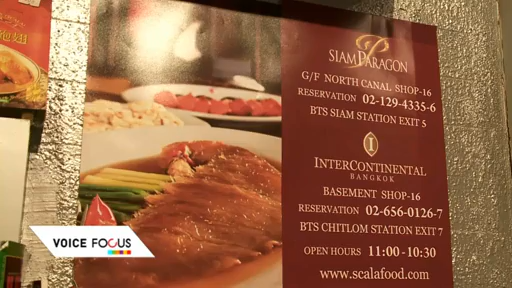 SIAM PARAGON
G/F NORTH CANAL SHOP-16
RESERVATION 02-129-4335-6
BTS SIAM STATION EXIT 5
INTERCONTINENTAL
BANGKOK
BASEMENT SHOP-16
RESERVATION 02-656-0126-7
BTS CHITLOM STATION EXIT 7
OPEN HOURS 11:00-10:30
www.scalafood.com
VOICE FOCUS